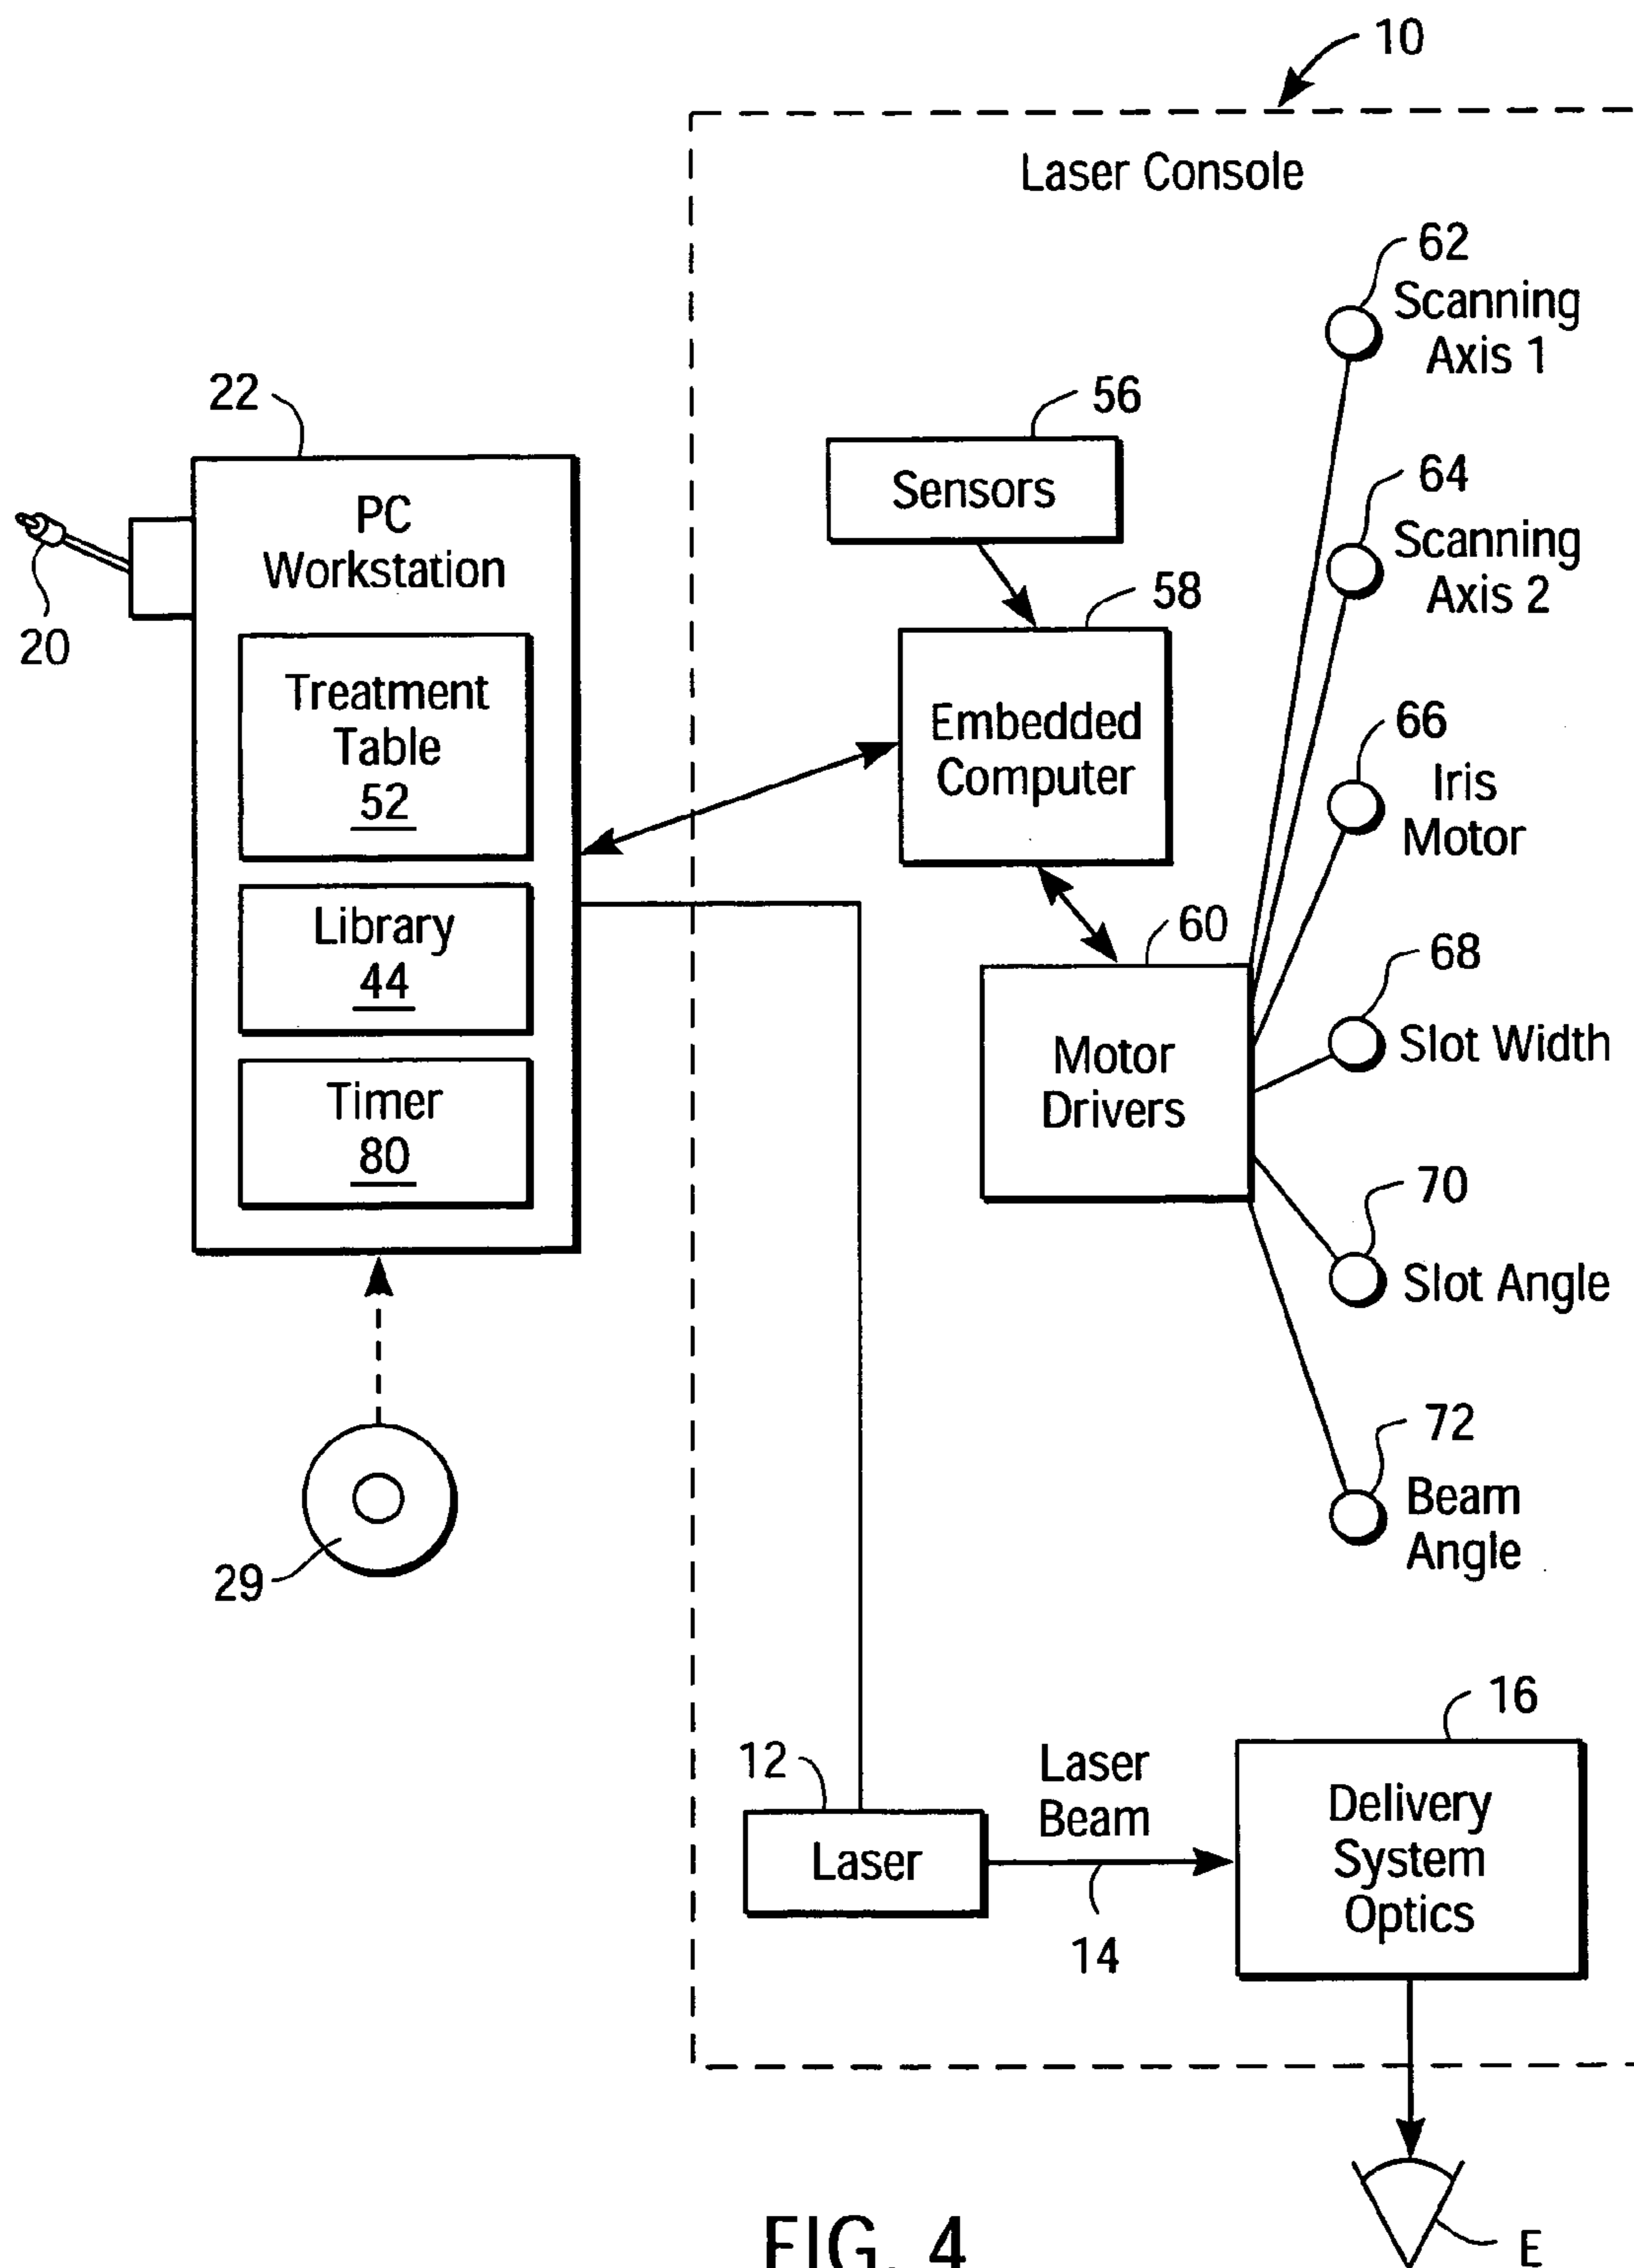 10
Laser Console
62
Scanning
Axis 1
22
56
64
PC
Workstation
Sensors
Scanning
Axis 2
20
58
Treatment
Table
52
Embedded
Computer
66
Iris
Motor
Library
44
60
68
Slot Width
Timer
80
Motor
Drivers
70
Slot Angle
29
72
Beam
Angle
12
Laser
Laser
Beam
14
16
Delivery
System
Optics
E
FIG. 4